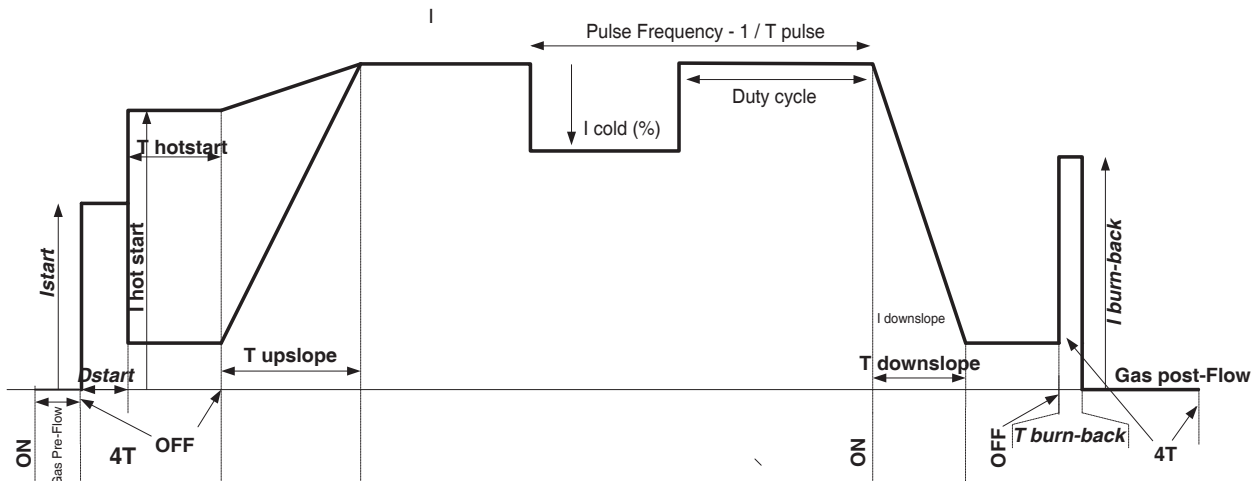 I
Pulse Frequency - 1 / T pulse
Duty cycle
I cold (%)
T hotstart
I hot start
Istart
Dstart
T upslope
I downslope
T downslope
I burn-back
Gas post-Flow
ON
Gas Pre-Flow
4T
OFF
ON
OFF
T burn-back
4T